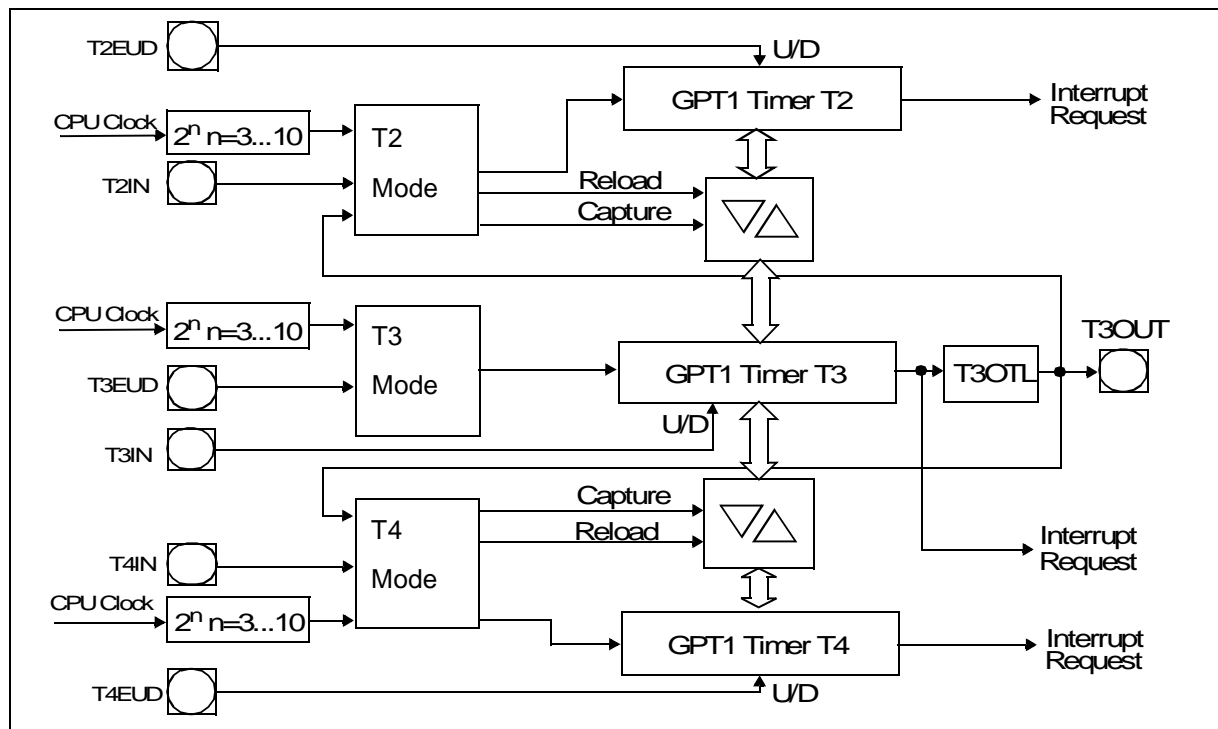 T2EUD
U/D
GPT1 Timer T2
Interrupt
Request
CPU Clock
2ⁿ n=3...10
T2
Mode
T2IN
Reload
Capture
CPU Clock
2ⁿ n=3...10
T3
Mode
T3OUT
T3EUD
GPT1 Timer T3
T3OTL
U/D
T3IN
Capture
Reload
T4
Mode
T4IN
Interrupt
Request
CPU Clock
2ⁿ n=3...10
GPT1 Timer T4
Interrupt
Request
T4EUD
U/D